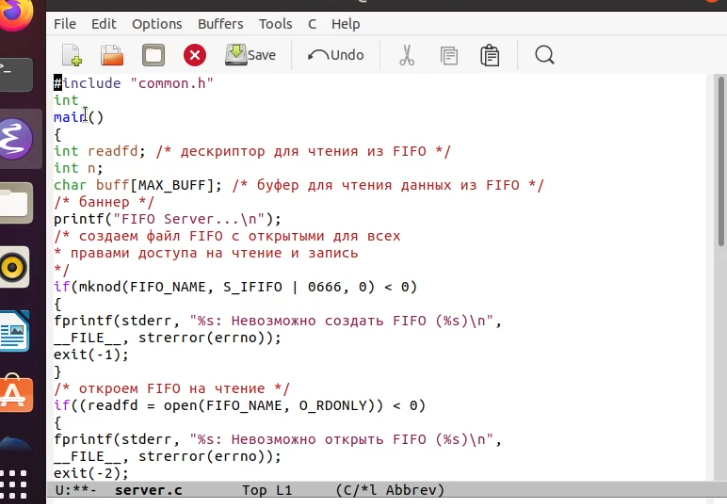 File Edit Options Buffers Tools C Help
Save Undo
#include "common.h"
int
main()
{
int readfd; /* дескриптор для чтения из FIFO */
int n;
char buff[MAX_BUFF]; /* буфер для чтения данных из FIFO */
/* баннер */
printf("FIFO Server...\n");
/* создаем файл FIFO с открытыми для всех
* правами доступа на чтение и запись
*/
if(mknod(FIFO_NAME, S_IFIFO | 0666, 0) < 0)
{
fprintf(stderr, "%s: Невозможно создать FIFO (%s)\n",
__FILE__, strerror(errno));
exit(-1);
}
/* откроем FIFO на чтение */
if((readfd = open(FIFO_NAME, O_RDONLY)) < 0)
{
fprintf(stderr, "%s: Невозможно открыть FIFO (%s)\n",
__FILE__, strerror(errno));
exit(-2);
U:**- server.c Top L1 (C/*l Abbrev)